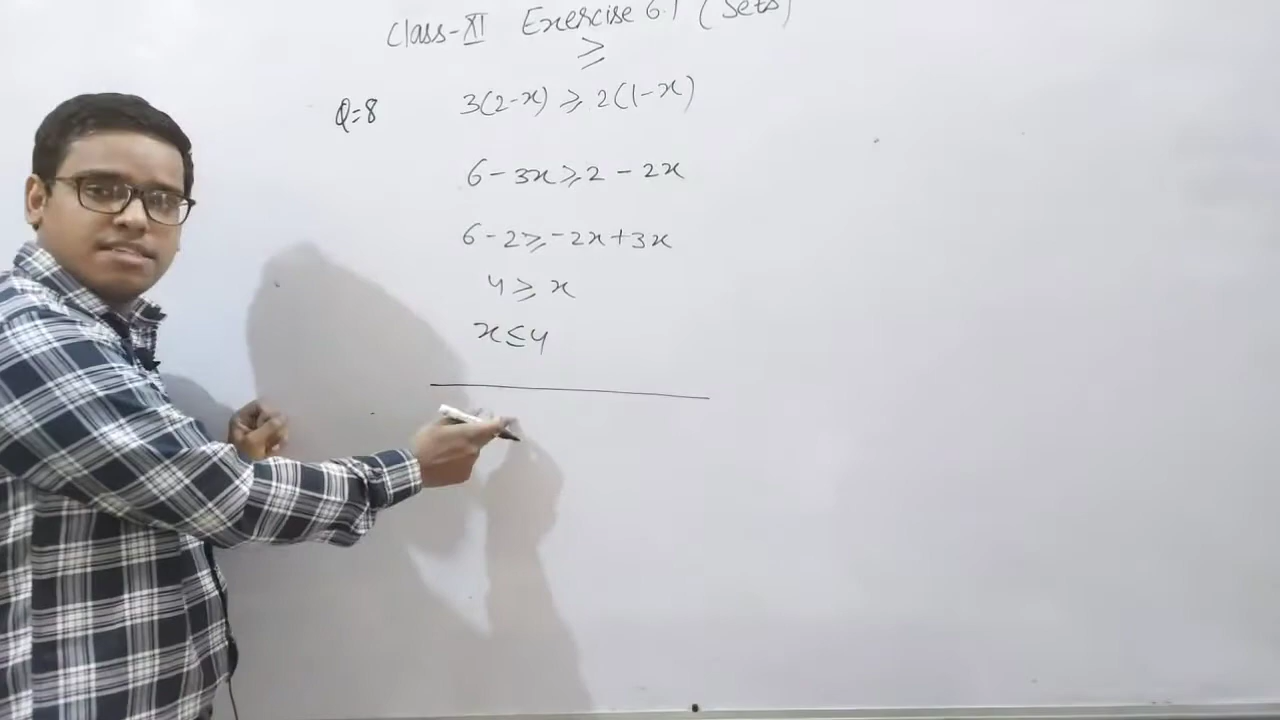 Class-XI Exercise 6.1 (Sets)
≥
Q=8 3(2-x) ≥ 2(1-x)
6-3x ≥ 2-2x
6-2 ≥ -2x+3x
4 ≥ x
x ≤ 4